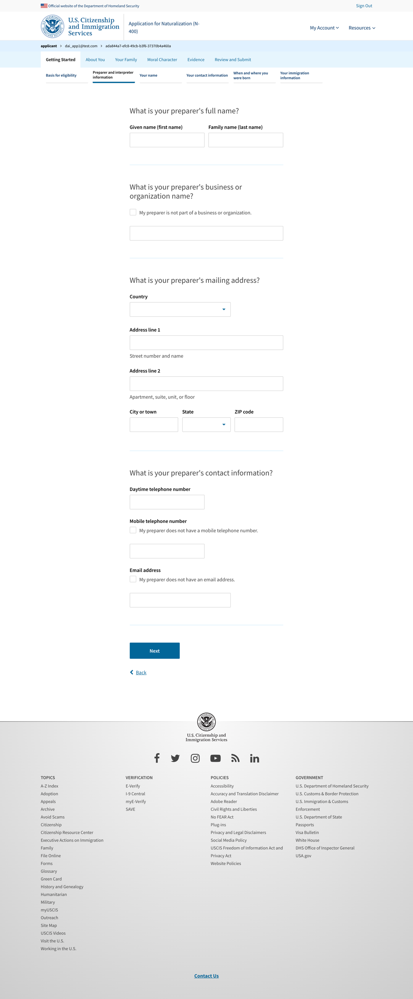 Official website of the Department of Homeland Security
Sign Out
U.S. Citizenship
and Immigration
Services
Application for Naturalization (N-
400)
My Account
Resources
applicant > dai_app1@test.com > ada844a7-efc8-49cb-b3f6-37370b4a460a
Getting Started
About You
Your Family
Moral Character
Evidence
Review and Submit
Basis for eligibility
Preparer and interpreter
information
Your name
Your contact information
When and where you
were born
Your immigration
information
What is your preparer's full name?
Given name (first name)
Family name (last name)
What is your preparer's business or
organization name?
My preparer is not part of a business or organization.
What is your preparer's mailing address?
Country
Address line 1
Street number and name
Address line 2
Apartment, suite, unit, or floor
City or town
State
ZIP code
What is your preparer's contact information?
Daytime telephone number
Mobile telephone number
My preparer does not have a mobile telephone number.
Email address
My preparer does not have an email address.
Next
Back
U.S. Citizenship and
Immigration Services
TOPICS
A-Z Index
Adoption
Appeals
Archive
Avoid Scams
Citizenship
Citizenship Resource Center
Executive Actions on Immigration
Family
File Online
Forms
Glossary
Green Card
History and Genealogy
Humanitarian
Military
myUSCIS
Outreach
Site Map
USCIS Videos
Visit the U.S.
Working in the U.S.
VERIFICATION
E-Verify
I-9 Central
myE-Verify
SAVE
POLICIES
Accessibility
Accuracy and Translation Disclaimer
Adobe Reader
Civil Rights and Liberties
No FEAR Act
Plug-ins
Privacy and Legal Disclaimers
Social Media Policy
USCIS Freedom of Information Act and
Privacy Act
Website Policies
GOVERNMENT
U.S. Department of Homeland Security
U.S. Customs & Border Protection
U.S. Immigration & Customs
Enforcement
U.S. Department of State
Passports
Visa Bulletin
White House
DHS Office of Inspector General
USA.gov
Contact Us